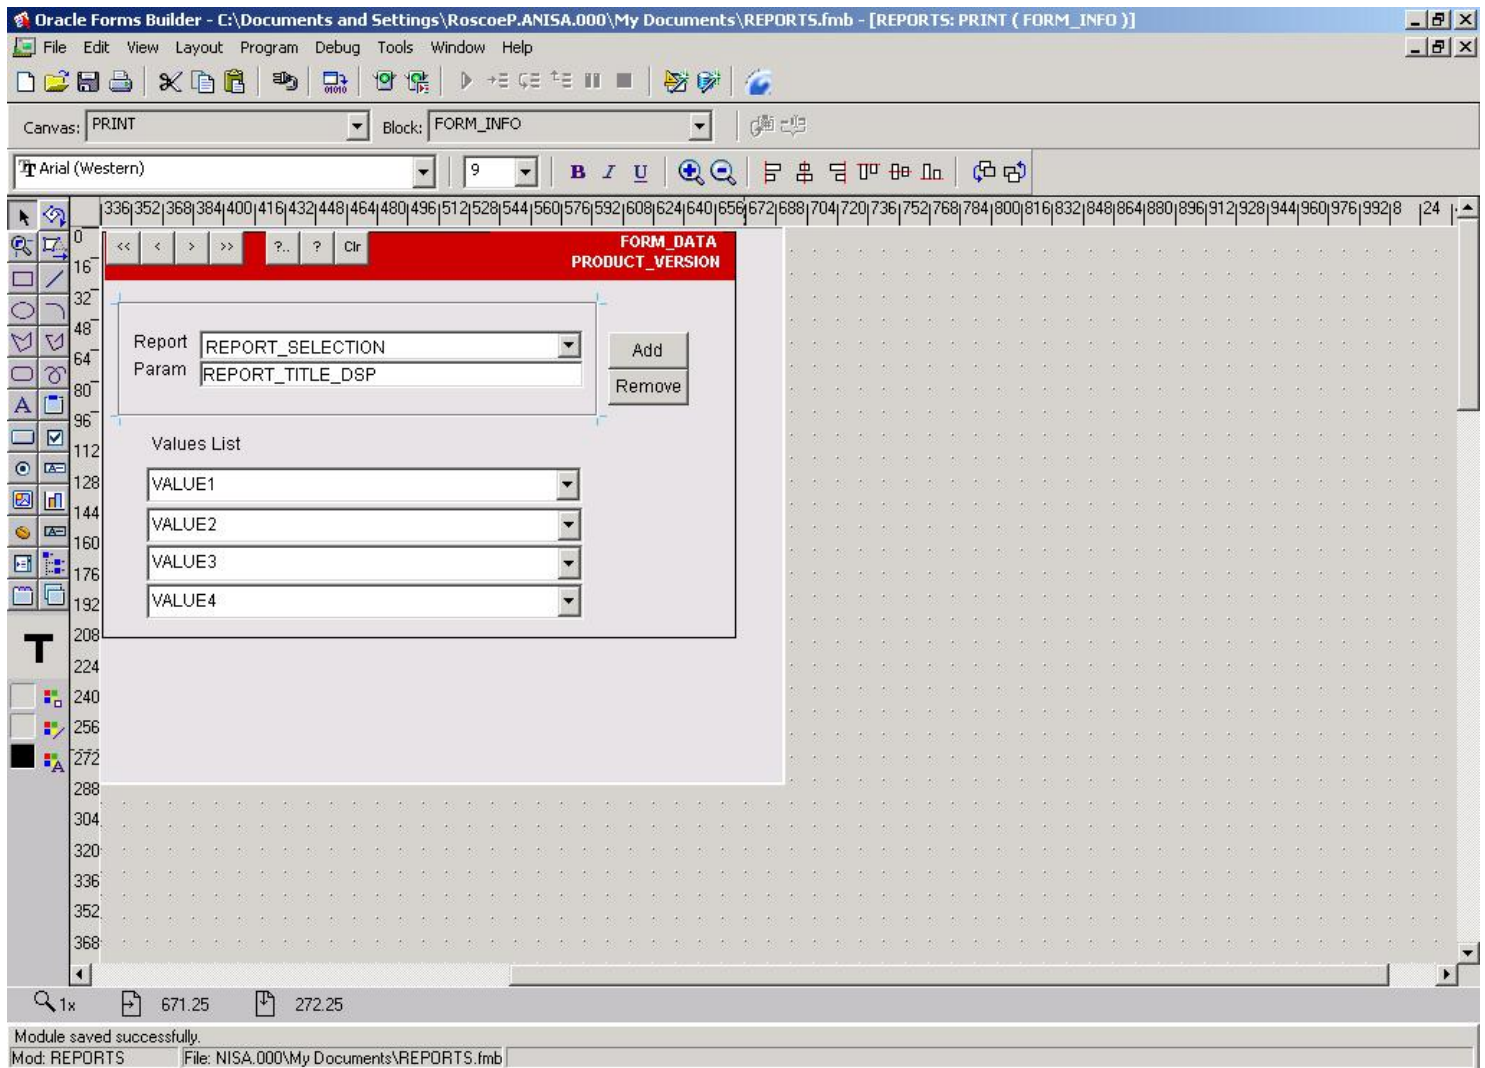 Oracle Forms Builder - C:\Documents and Settings\RoscoeP.ANISA.000\My Documents\REPORTS.fmb - [REPORTS: PRINT ( FORM_INFO )]
File Edit View Layout Program Debug Tools Window Help
Canvas: PRINT Block: FORM_INFO
Arial (Western) 9 B I U
336 352 368 384 400 416 432 448 464 480 496 512 528 544 560 576 592 608 624 640 656 672 688 704 720 736 752 768 784 800 816 832 848 864 880 896 912 928 944 960 976 992 8 24
0
16
32
48
64
80
96
112
128
144
160
176
192
208
224
240
256
272
288
304
320
336
352
368
<< < > >> ?.. ? Clr
FORM_DATA
PRODUCT_VERSION
Report REPORT_SELECTION
Param REPORT_TITLE_DSP
Add
Remove
Values List
VALUE1
VALUE2
VALUE3
VALUE4
1x 671.25 272.25
Module saved successfully.
Mod: REPORTS File: NISA.000\My Documents\REPORTS.fmb